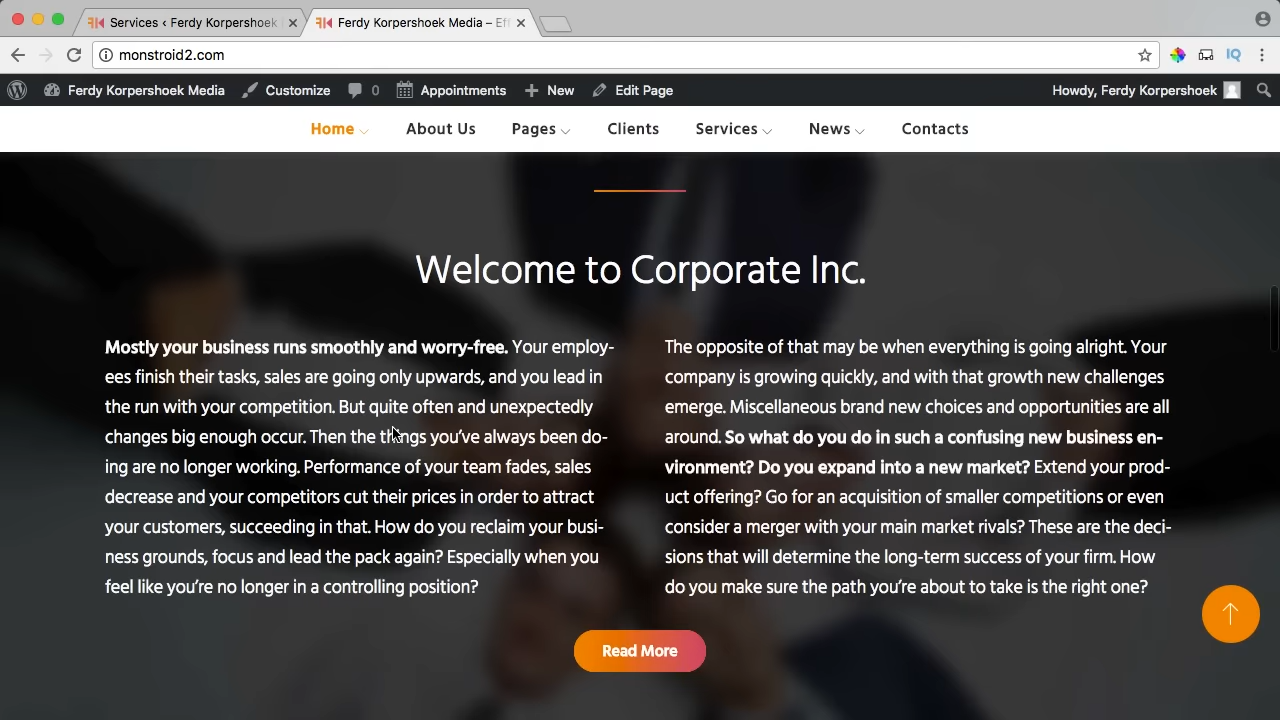 Services ‹ Ferdy Korpershoek
Ferdy Korpershoek Media – Ef
monstroid2.com
Ferdy Korpershoek Media
Customize
0
Appointments
New
Edit Page
Howdy, Ferdy Korpershoek
Home
About Us
Pages
Clients
Services
News
Contacts
Welcome to Corporate Inc.
Mostly your business runs smoothly and worry-free. Your employ-
ees finish their tasks, sales are going only upwards, and you lead in
the run with your competition. But quite often and unexpectedly
changes big enough occur. Then the things you’ve always been do-
ing are no longer working. Performance of your team fades, sales
decrease and your competitors cut their prices in order to attract
your customers, succeeding in that. How do you reclaim your busi-
ness grounds, focus and lead the pack again? Especially when you
feel like you’re no longer in a controlling position?
The opposite of that may be when everything is going alright. Your
company is growing quickly, and with that growth new challenges
emerge. Miscellaneous brand new choices and opportunities are all
around. So what do you do in such a confusing new business en-
vironment? Do you expand into a new market? Extend your prod-
uct offering? Go for an acquisition of smaller competitions or even
consider a merger with your main market rivals? These are the deci-
sions that will determine the long-term success of your firm. How
do you make sure the path you’re about to take is the right one?
Read More